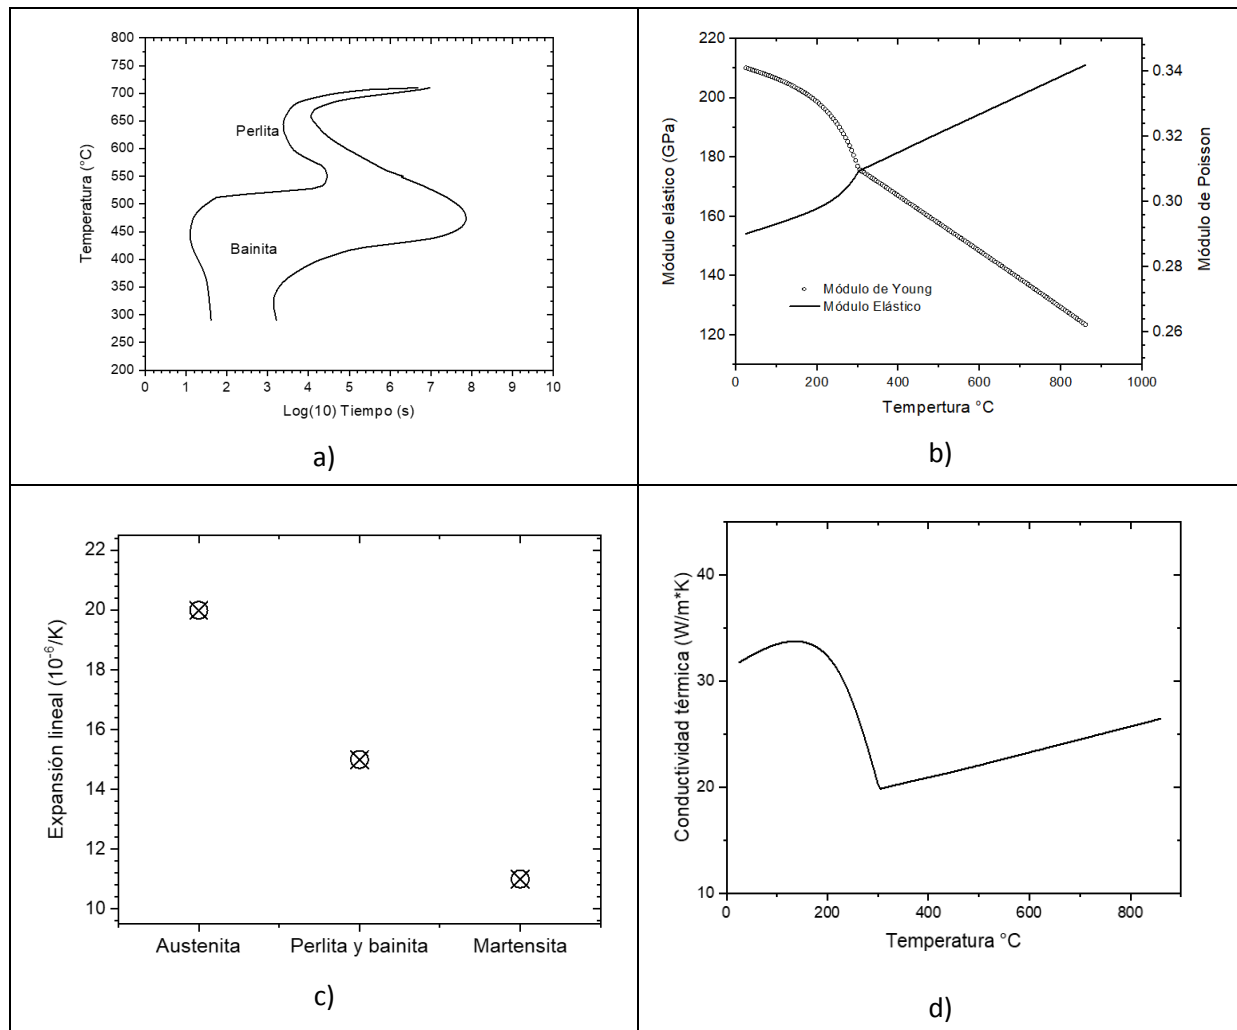 800
750
700
650
600
550
500
450
400
350
300
250
200
Temperatura (°C)
Perlita
Bainita
0 1 2 3 4 5 6 7 8 9 10
Log(10) Tiempo (s)
a)
220
200
180
160
140
120
Módulo elástico (GPa)
0.34
0.32
0.30
0.28
0.26
Módulo de Poisson
Módulo de Young
Módulo Elástico
0 200 400 600 800 1000
Tempertura °C
b)
22
20
18
16
14
12
10
Expansión lineal (10⁻⁶/K)
Austenita Perlita y bainita Martensita
c)
40
30
20
10
Conductividad térmica (W/m*K)
0 200 400 600 800
Temperatura °C
d)